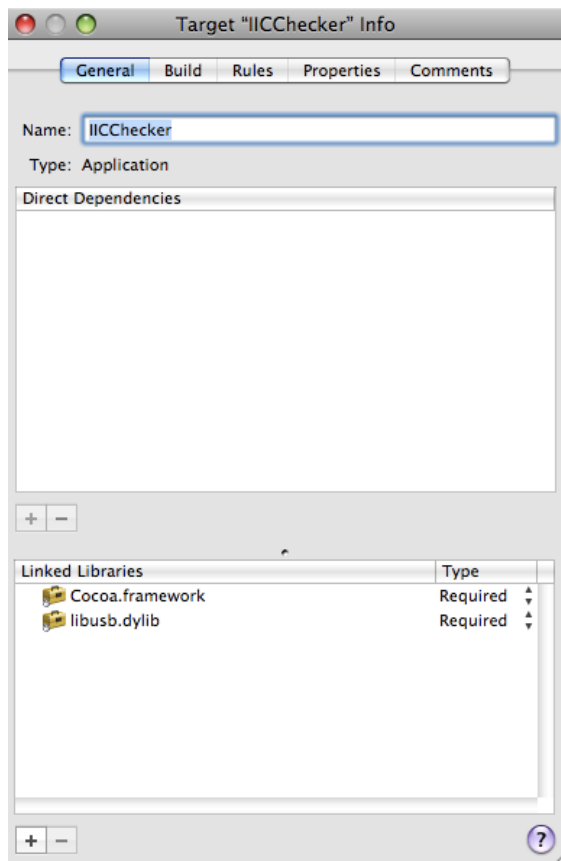 Target “IICChecker” Info
General Build Rules Properties Comments
Name: IICChecker
Type: Application
Direct Dependencies
+ −
Linked Libraries Type
Cocoa.framework Required
libusb.dylib Required
+ − ?